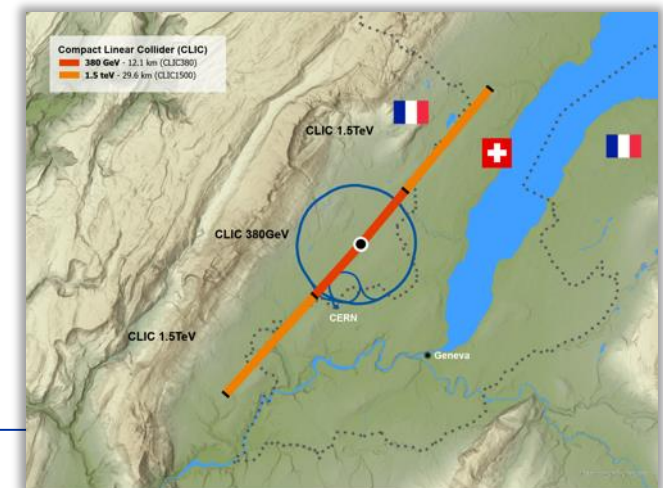 Compact Linear Collider (CLIC)
380 GeV - 12.1 km (CLIC380)
1.5 teV - 29.6 km (CLIC1500)
CLIC 1.5TeV
CLIC 380GeV
CERN
CLIC 1.5TeV
Geneva